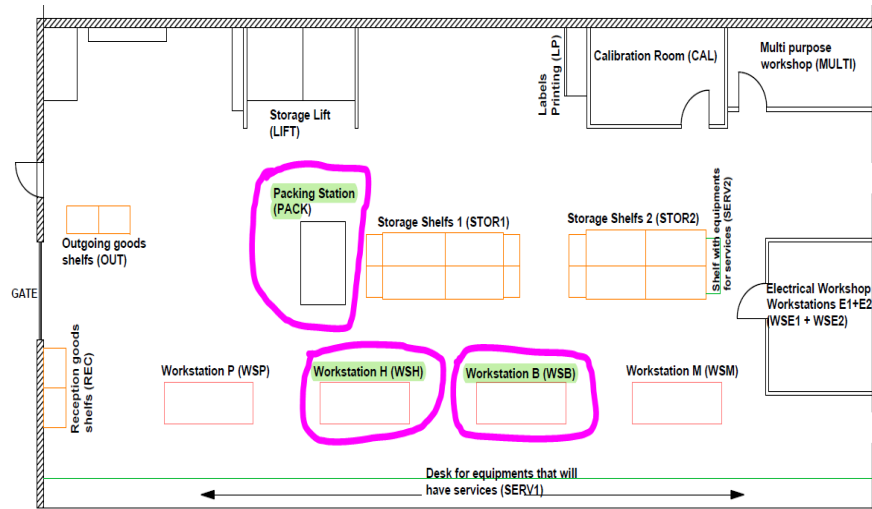 Calibration Room (CAL)
Multi purpose
workshop (MULTI)
Labels
Printing (LP)
Storage Lift
(LIFT)
Packing Station
(PACK)
Storage Shelfs 1 (STOR1)
Storage Shelfs 2 (STOR2)
Shelf with equipments
for services (SERV2)
Outgoing goods
shelfs (OUT)
GATE
Electrical Workshop
Workstations E1+E2
(WSE1 + WSE2)
Reception goods
shelfs (REC)
Workstation P (WSP)
Workstation H (WSH)
Workstation B (WSB)
Workstation M (WSM)
Desk for equipments that will
have services (SERV1)